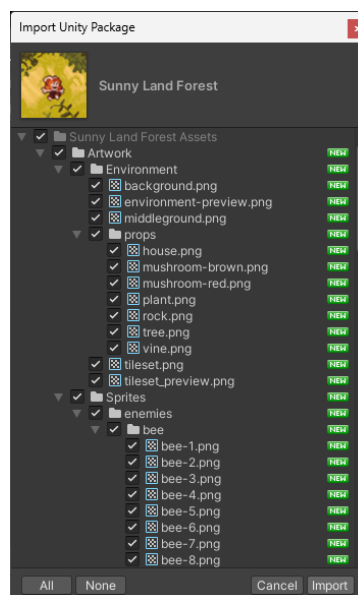 Import Unity Package
Sunny Land Forest
Sunny Land Forest Assets
Artwork NEW
Environment NEW
background.png NEW
environment-preview.png NEW
middleground.png NEW
props NEW
house.png NEW
mushroom-brown.png NEW
mushroom-red.png NEW
plant.png NEW
rock.png NEW
tree.png NEW
vine.png NEW
tileset.png NEW
tileset_preview.png NEW
Sprites NEW
enemies NEW
bee NEW
bee-1.png NEW
bee-2.png NEW
bee-3.png NEW
bee-4.png NEW
bee-5.png NEW
bee-6.png NEW
bee-7.png NEW
bee-8.png NEW
All None Cancel Import